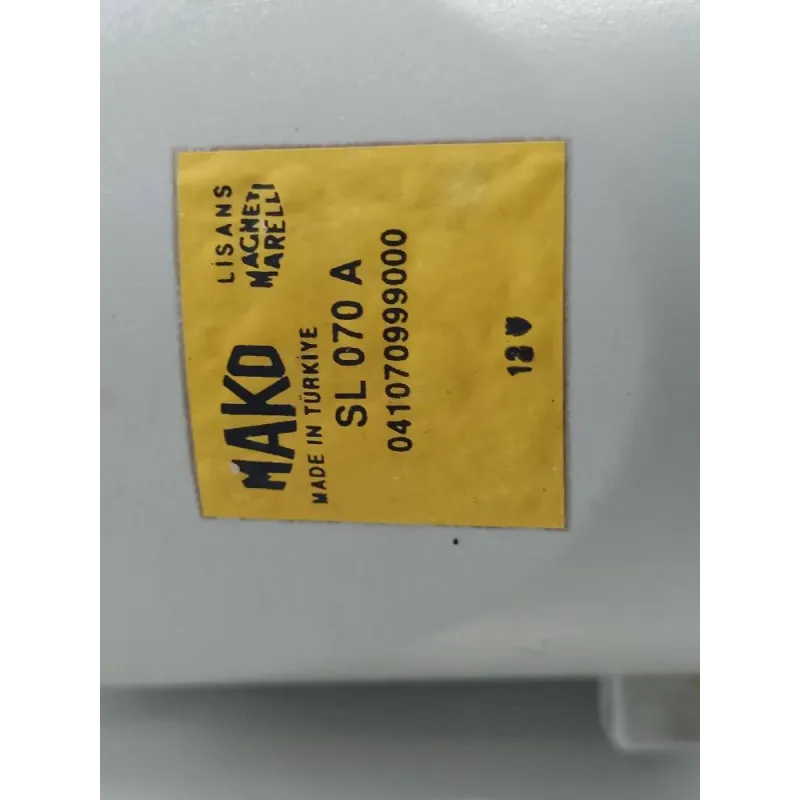 MAKO
LİSANS
MAGNETI
MARELLI
MADE IN TÜRKİYE
SL 070 A
041070999000
12 V